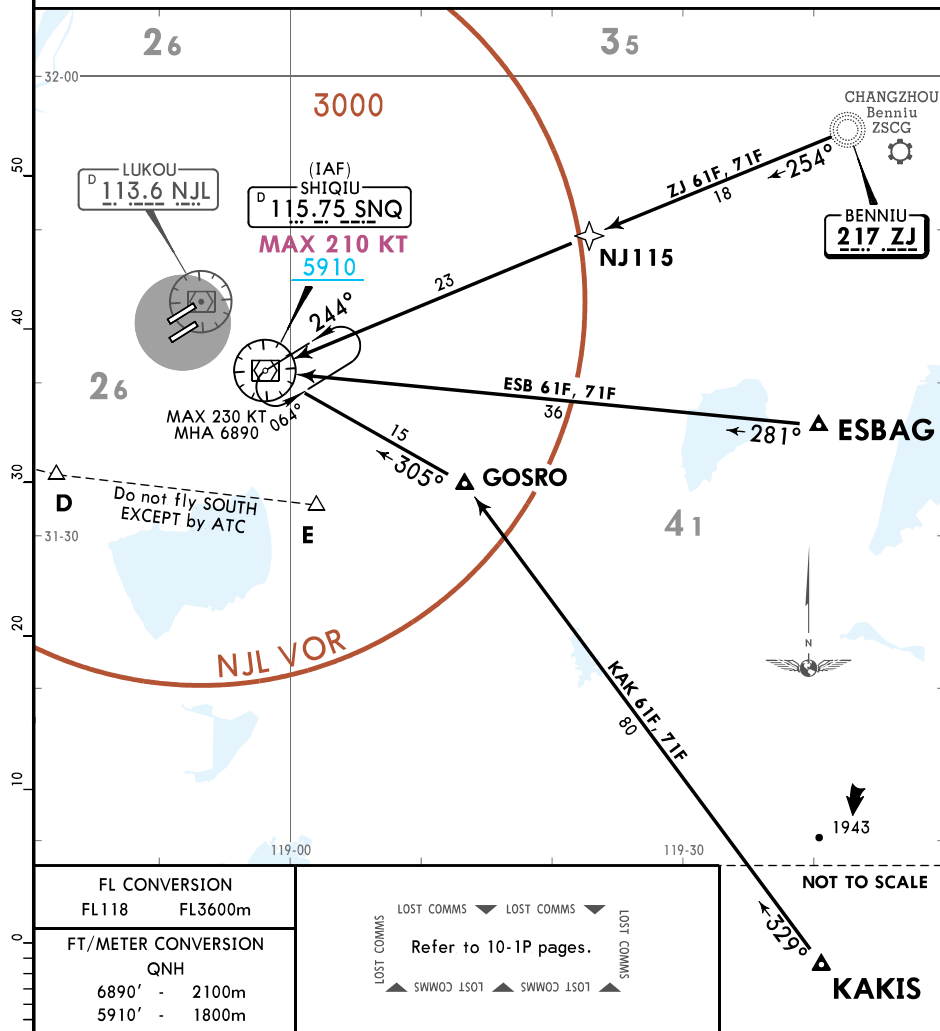 26
35
32-00
3000
CHANGZHOU
Benniu
ZSCG
LUKOU
D 113.6 NJL
(IAF)
SHIQIU
D 115.75 SNQ
MAX 210 KT
5910
ZJ 61F, 71F
18
254°
BENNIU
217 ZJ
NJ115
50
23
244°
40
26
MAX 230 KT
MHA 6890
064°
ESB 61F, 71F
36
281°
ESBAG
15
305°
GOSRO
30
D
Do not fly SOUTH
EXCEPT by ATC
E
31-30
41
20
N
NJL VOR
KAK 61F, 71F
80
10
1943
119-00
119-30
NOT TO SCALE
FL CONVERSION
FL118 FL3600m
FT/METER CONVERSION
QNH
6890' - 2100m
5910' - 1800m
0
LOST COMMS LOST COMMS
LOST COMMS
Refer to 10-1P pages.
LOST COMMS
LOST COMMS LOST COMMS
329°
KAKIS